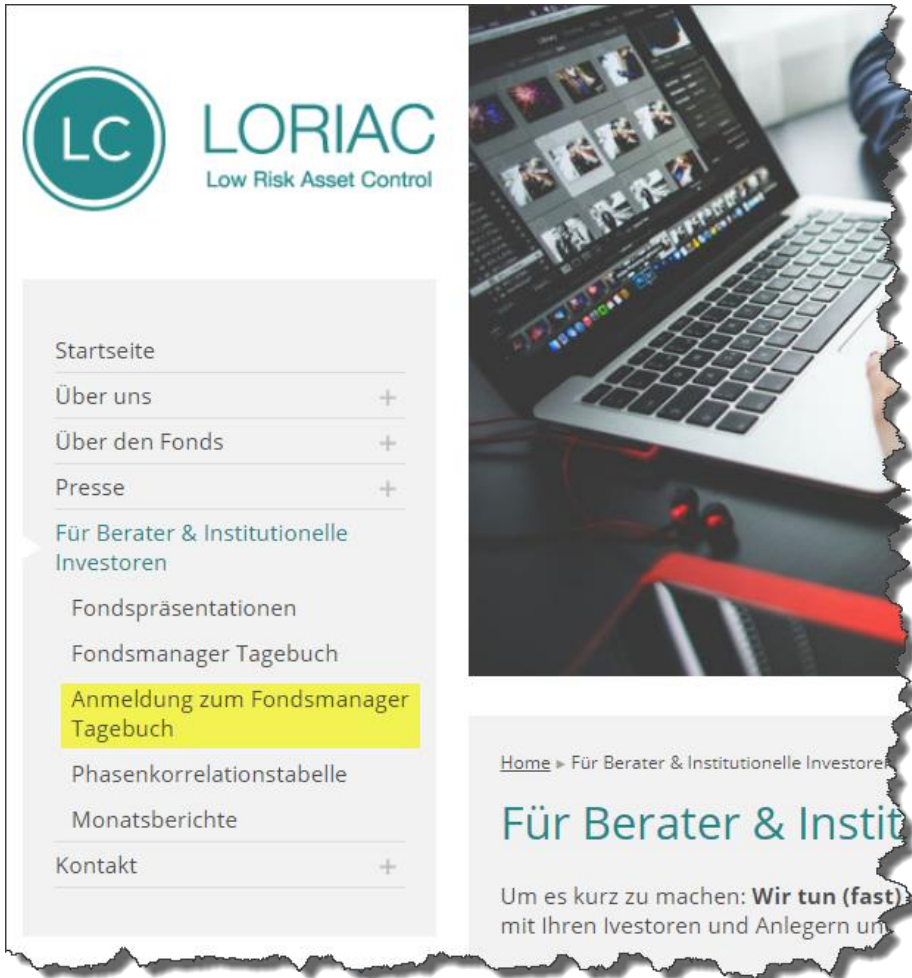 LC
LORIAC
Low Risk Asset Control
Startseite
Über uns
Über den Fonds
Presse
Für Berater & Institutionelle
Investoren
Fondspräsentationen
Fondsmanager Tagebuch
Anmeldung zum Fondsmanager
Tagebuch
Phasenkorrelationstabelle
Monatsberichte
Kontakt
Home ▸ Für Berater & Institutionelle Investoren
Für Berater & Instit
Um es kurz zu machen: Wir tun (fast)
mit Ihren Ivestoren und Anlegern un